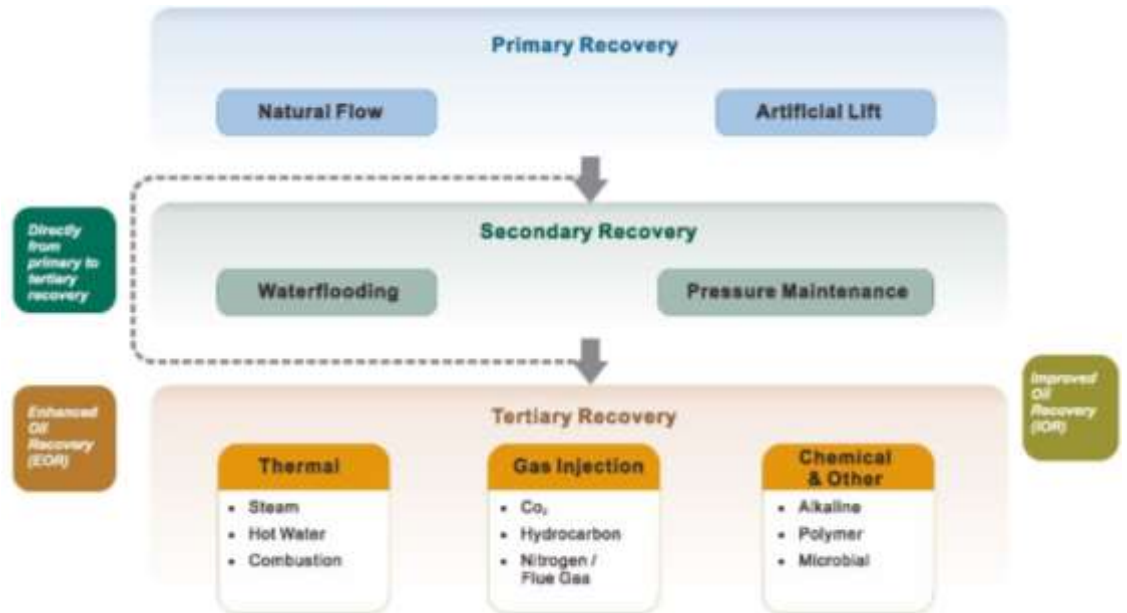 Primary Recovery
Natural Flow
Artificial Lift
Directly
from
primary to
tertiary
recovery
Secondary Recovery
Waterflooding
Pressure Maintenance
Enhanced
Oil
Recovery
(EOR)
Improved
Oil
Recovery
(IOR)
Tertiary Recovery
Thermal
• Steam
• Hot Water
• Combustion
Gas Injection
• Co₂
• Hydrocarbon
• Nitrogen /
Flue Gas
Chemical
& Other
• Alkaline
• Polymer
• Microbial